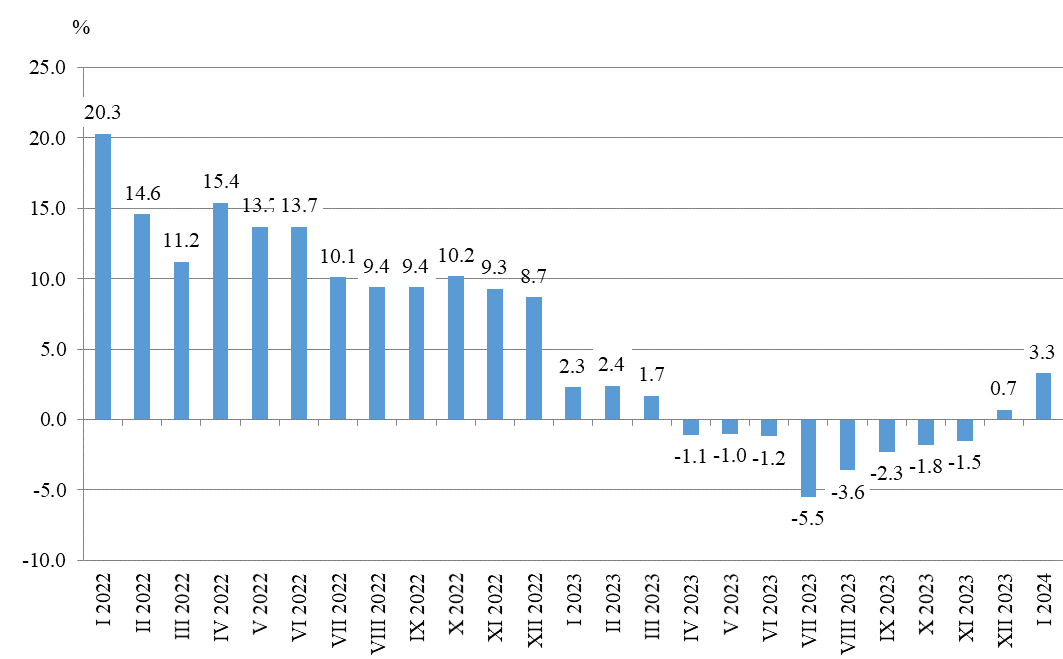 %
25.0
20.0
15.0
10.0
5.0
0.0
-5.0
-10.0
20.3
14.6
11.2
15.4
13.7
13.7
10.1
9.4
9.4
10.2
9.3
8.7
2.3
2.4
1.7
-1.1
-1.0
-1.2
-5.5
-3.6
-2.3
-1.8
-1.5
0.7
3.3
I 2022
II 2022
III 2022
IV 2022
V 2022
VI 2022
VII 2022
VIII 2022
IX 2022
X 2022
XI 2022
XII 2022
I 2023
II 2023
III 2023
IV 2023
V 2023
VI 2023
VII 2023
VIII 2023
IX 2023
X 2023
XI 2023
XII 2023
I 2024